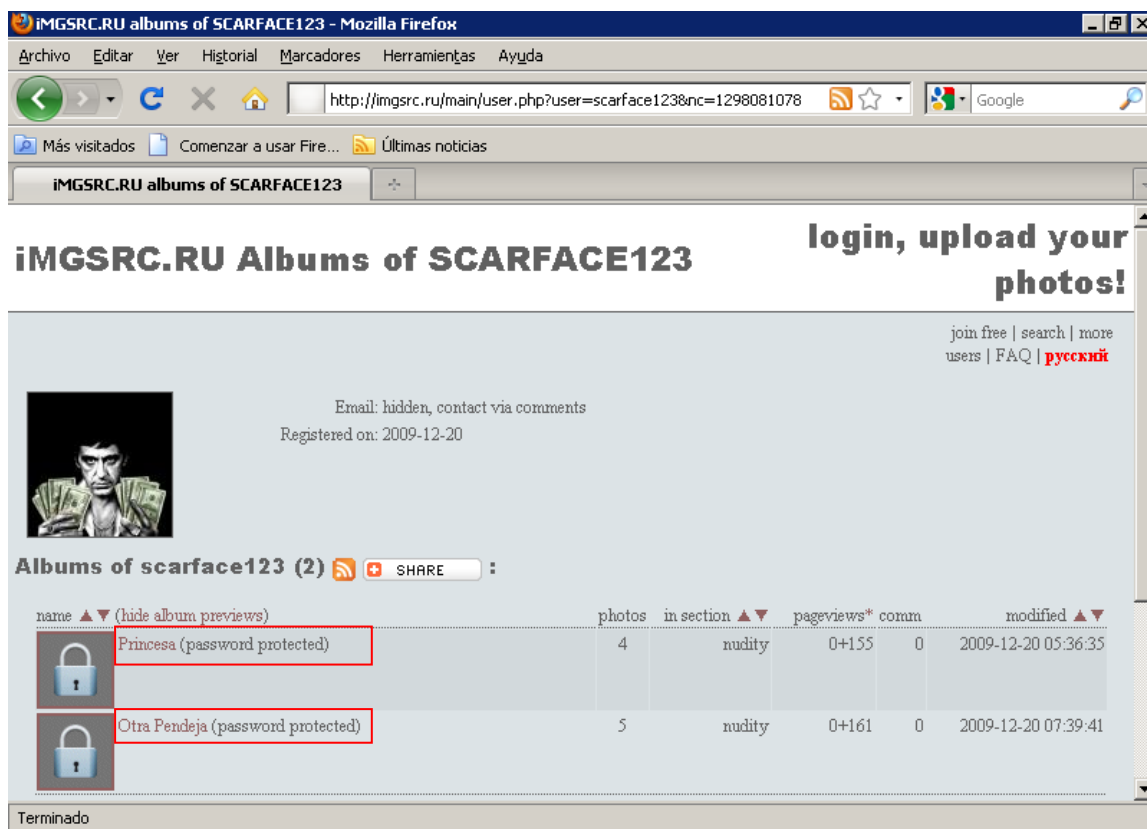 iMGSRC.RU albums of SCARFACE123 - Mozilla Firefox
Archivo Editar Ver Historial Marcadores Herramientas Ayuda
http://imgsrc.ru/main/user.php?user=scarface123&nc=1298081078 Google
Más visitados Comenzar a usar Fire... Últimas noticias
iMGSRC.RU albums of SCARFACE123
iMGSRC.RU Albums of SCARFACE123
login, upload your
photos!
join free | search | more
users | FAQ | русский
Email: hidden, contact via comments
Registered on: 2009-12-20
Albums of scarface123 (2) SHARE :
name ▲▼ (hide album previews) photos in section ▲▼ pageviews* comm modified ▲▼
Princesa (password protected) 4 nudity 0+155 0 2009-12-20 05:36:35
Otra Pendeja (password protected) 5 nudity 0+161 0 2009-12-20 07:39:41
Terminado